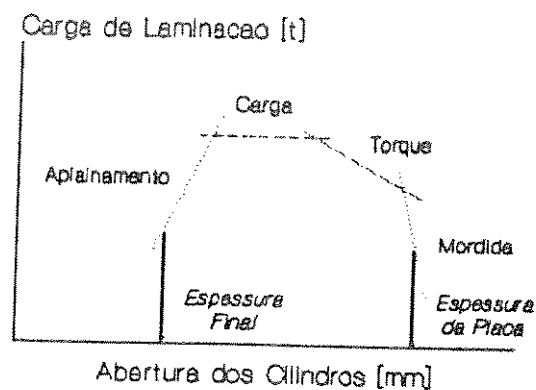 Carga de Laminacao [t]
Carga
Torque
Aplainamento
Mordida
Espessura
Final
Espessura
da Placa
Abertura dos Cilindros [mm]